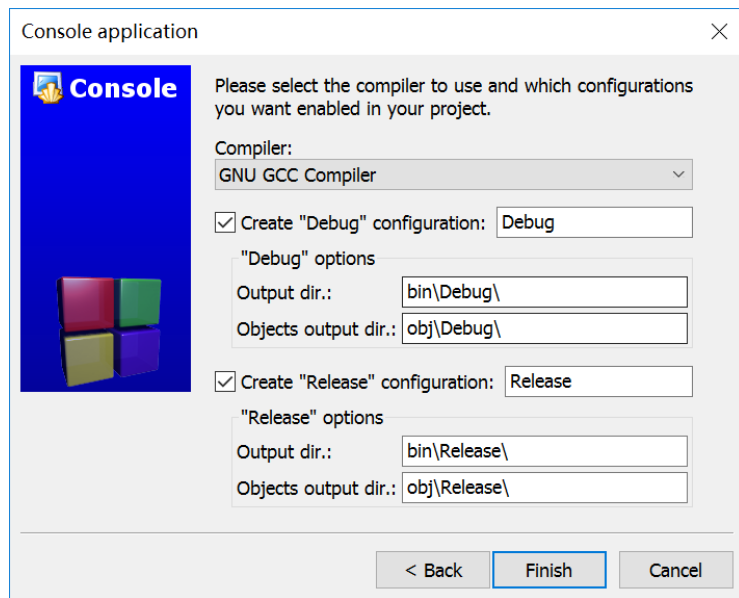 Console application
Console
Please select the compiler to use and which configurations
you want enabled in your project.
Compiler:
GNU GCC Compiler
Create "Debug" configuration: Debug
"Debug" options
Output dir.: bin\Debug\
Objects output dir.: obj\Debug\
Create "Release" configuration: Release
"Release" options
Output dir.: bin\Release\
Objects output dir.: obj\Release\
< Back Finish Cancel